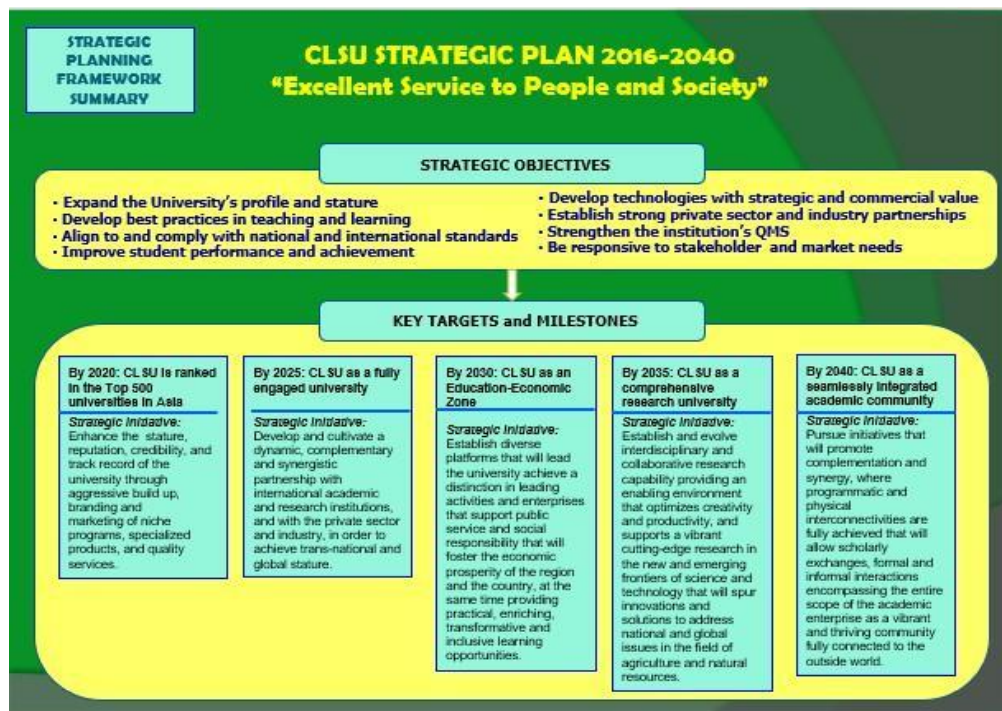 STRATEGIC
PLANNING
FRAMEWORK
SUMMARY
CLSU STRATEGIC PLAN 2016-2040
“Excellent Service to People and Society”
STRATEGIC OBJECTIVES
• Expand the University’s profile and stature
• Develop best practices in teaching and learning
• Align to and comply with national and international standards
• Improve student performance and achievement
• Develop technologies with strategic and commercial value
• Establish strong private sector and industry partnerships
• Strengthen the institution’s QMS
• Be responsive to stakeholder and market needs
KEY TARGETS and MILESTONES
By 2020: CLSU is ranked
in the Top 500
universities in Asia
Strategic Initiative:
Enhance the stature,
reputation, credibility, and
track record of the
university through
aggressive build up,
branding and
marketing of niche
programs, specialized
products, and quality
services.
By 2025: CLSU as a fully
engaged university
Strategic Initiative:
Develop and cultivate a
dynamic, complementary
and synergistic
partnership with
international academic
and research institutions,
and with the private sector
and industry, in order to
achieve trans-national and
global stature.
By 2030: CLSU as an
Education-Economic
Zone
Strategic Initiative:
Establish diverse
platforms that will lead
the university achieve a
distinction in leading
activities and enterprises
that support public
service and social
responsibility that will
foster the economic
prosperity of the region
and the country, at the
same time providing
practical, enriching,
transformative and
inclusive learning
opportunities.
By 2035: CLSU as a
comprehensive
research university
Strategic Initiative:
Establish and evolve
interdisciplinary and
collaborative research
capability providing an
enabling environment
that optimizes creativity
and productivity, and
supports a vibrant
cutting-edge research in
the new and emerging
frontiers of science and
technology that will spur
innovations and
solutions to address
national and global
issues in the field of
agriculture and natural
resources.
By 2040: CLSU as a
seamlessly integrated
academic community
Strategic Initiative:
Pursue initiatives that
will promote
complementation and
synergy, where
programmatic and
physical
interconnectivities are
fully achieved that will
allow scholarly
exchanges, formal and
informal interactions
encompassing the entire
scope of the academic
enterprise as a vibrant
and thriving community
fully connected to the
outside world.